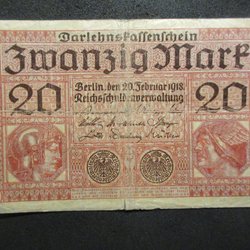 Darlehnskassenschein
Zwanzig Mark
Berlin, den 20. Februar 1918.
20 Reichsschuldenverwaltung 20